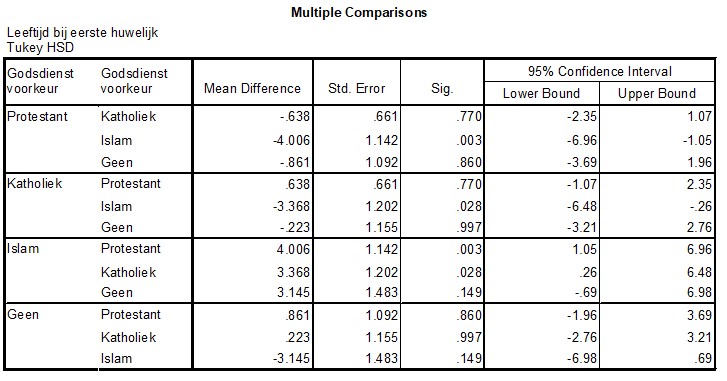 Multiple Comparisons
Leeftijd bij eerste huwelijk
Tukey HSD
Godsdienst voorkeur Godsdienst voorkeur Mean Difference Std. Error Sig. 95% Confidence Interval
Lower Bound Upper Bound
Protestant Katholiek -.638 .661 .770 -2.35 1.07
Islam -4.006 1.142 .003 -6.96 -1.05
Geen -.861 1.092 .860 -3.69 1.96
Katholiek Protestant .638 .661 .770 -1.07 2.35
Islam -3.368 1.202 .028 -6.48 -.26
Geen -.223 1.155 .997 -3.21 2.76
Islam Protestant 4.006 1.142 .003 1.05 6.96
Katholiek 3.368 1.202 .028 .26 6.48
Geen 3.145 1.483 .149 -.69 6.98
Geen Protestant .861 1.092 .860 -1.96 3.69
Katholiek .223 1.155 .997 -2.76 3.21
Islam -3.145 1.483 .149 -6.98 .69